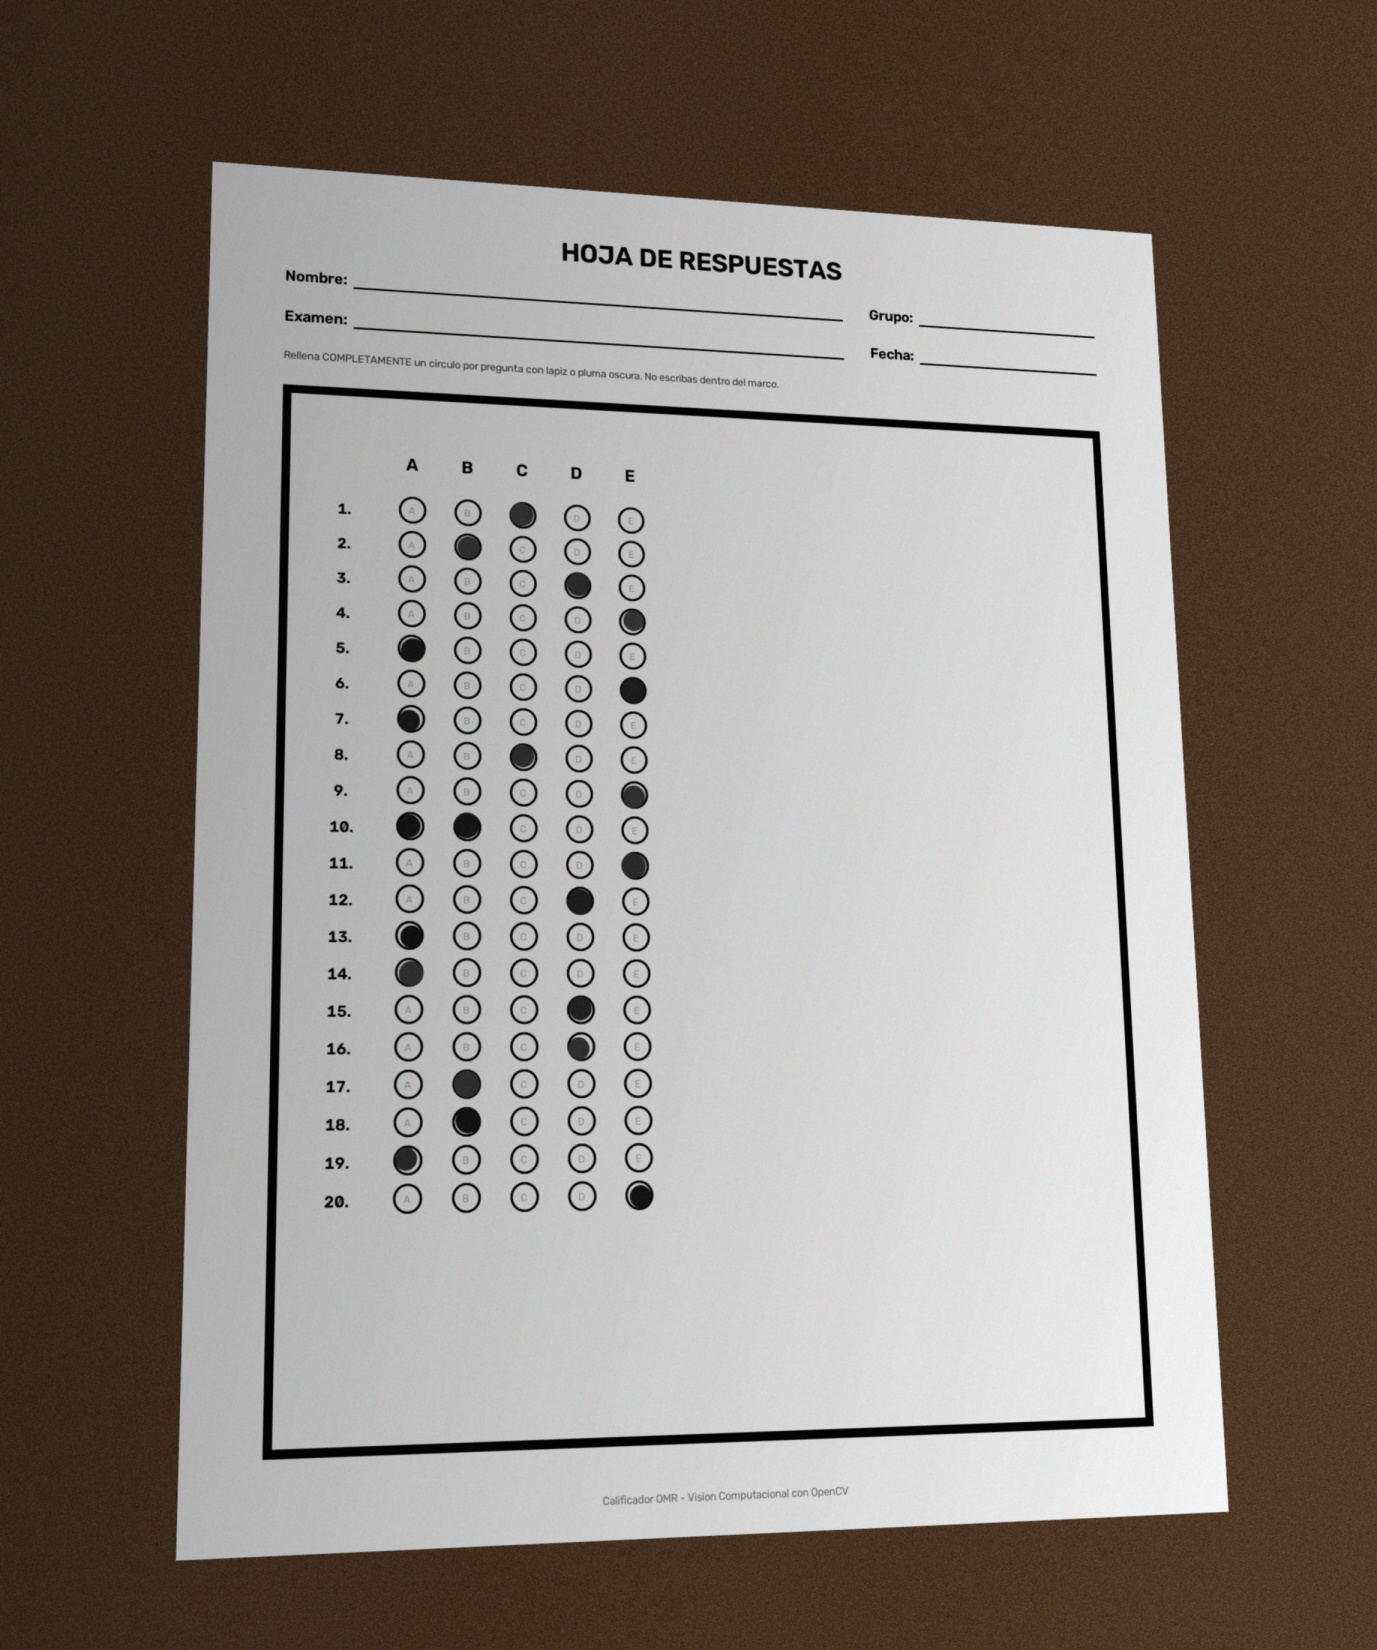 HOJA DE RESPUESTAS
Nombre: Grupo:
Examen: Fecha:
Rellena COMPLETAMENTE un circulo por pregunta con lapiz o pluma oscura. No escribas dentro del marco.
A B C D E
1. A B D E
2. A C D E
3. A B C E
4. A B C D
5. B C D E
6. A B C D
7. B C D E
8. A B D E
9. A B C D
10. C D E
11. A B C D
12. A B C E
13. B C D E
14. B C D E
15. A B C E
16. A B C E
17. A C D E
18. A C D E
19. B C D E
20. A B C D
Calificador OMR - Vision Computacional con OpenCV